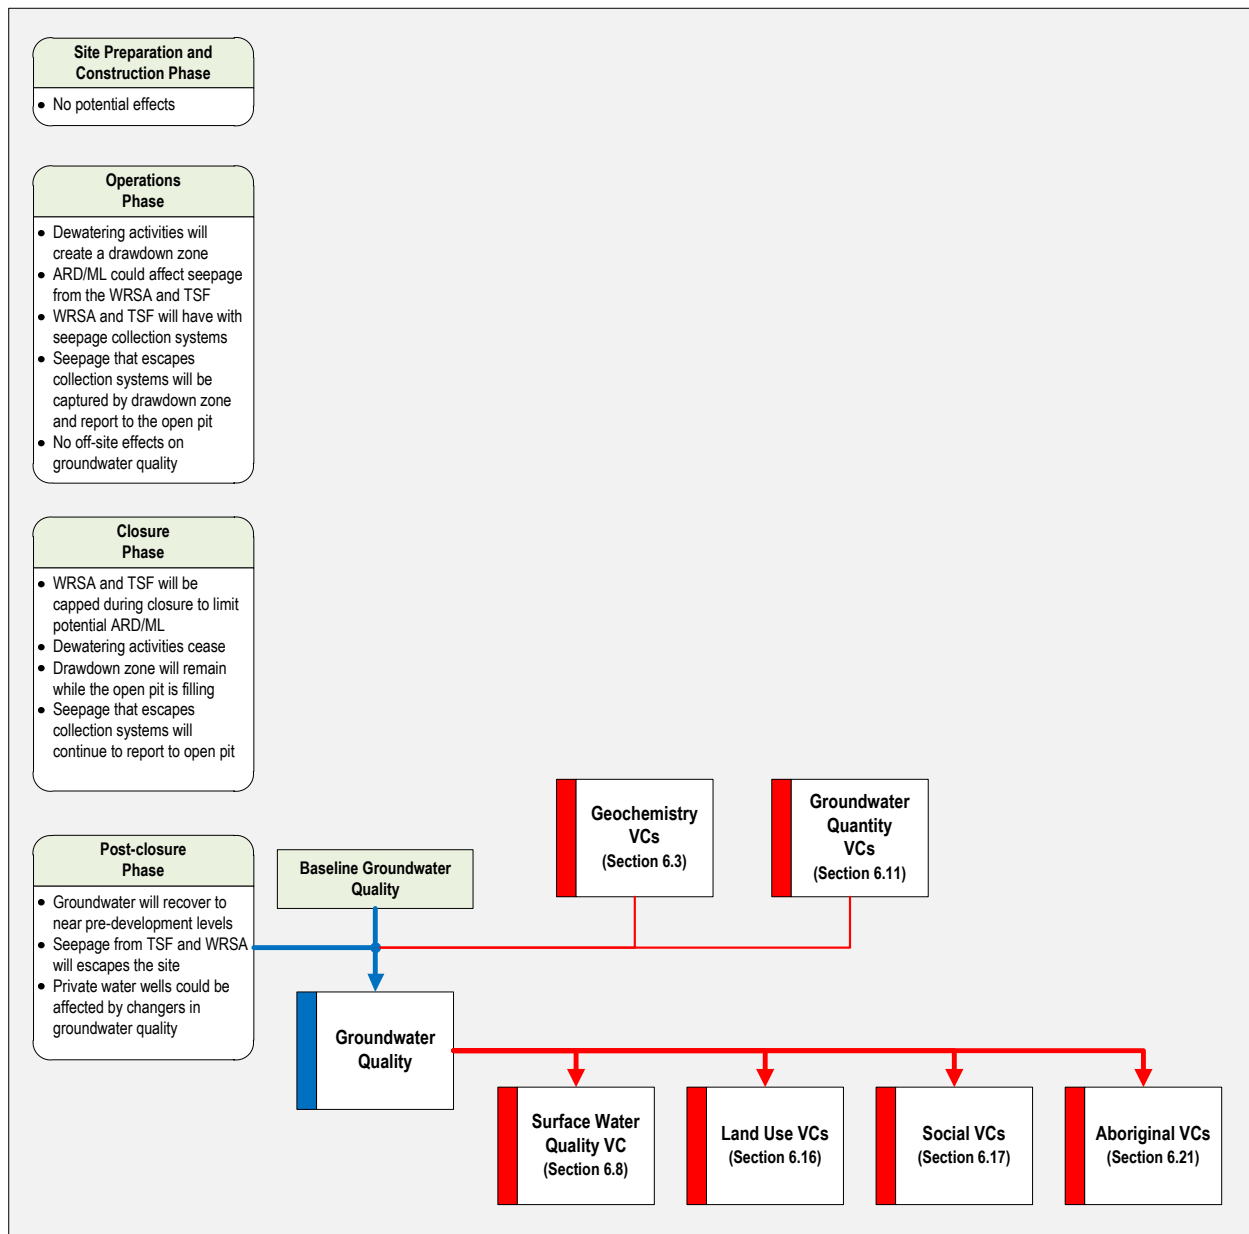 Site Preparation and
Construction Phase
• No potential effects
Operations
Phase
• Dewatering activities will
create a drawdown zone
• ARD/ML could affect seepage
from the WRSA and TSF
• WRSA and TSF will have with
seepage collection systems
• Seepage that escapes
collection systems will be
captured by drawdown zone
and report to the open pit
• No off-site effects on
groundwater quality
Closure
Phase
• WRSA and TSF will be
capped during closure to limit
potential ARD/ML
• Dewatering activities cease
• Drawdown zone will remain
while the open pit is filling
• Seepage that escapes
collection systems will
continue to report to open pit
Post-closure
Phase
• Groundwater will recover to
near pre-development levels
• Seepage from TSF and WRSA
will escapes the site
• Private water wells could be
affected by changers in
groundwater quality
Baseline Groundwater
Quality
Geochemistry
VCs
(Section 6.3)
Groundwater
Quantity
VCs
(Section 6.11)
Groundwater
Quality
Surface Water
Quality VC
(Section 6.8)
Land Use VCs
(Section 6.16)
Social VCs
(Section 6.17)
Aboriginal VCs
(Section 6.21)